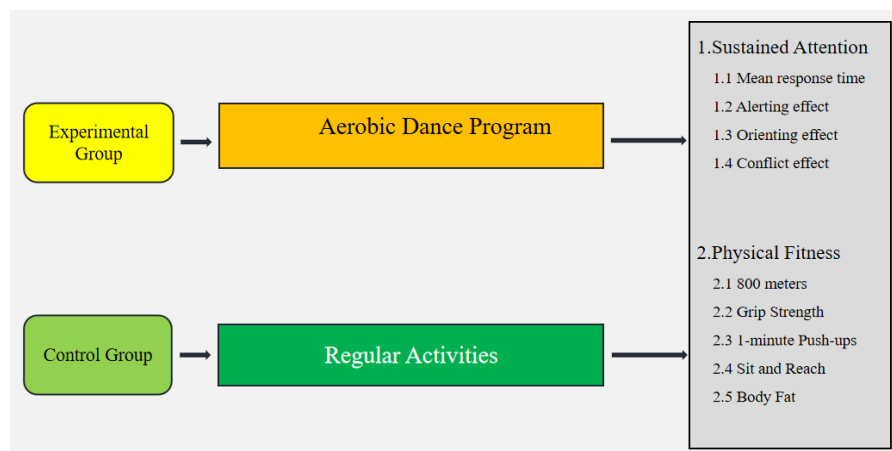 Experimental
Group
Aerobic Dance Program
1.Sustained Attention
1.1 Mean response time
1.2 Alerting effect
1.3 Orienting effect
1.4 Conflict effect
Control Group
Regular Activities
2.Physical Fitness
2.1 800 meters
2.2 Grip Strength
2.3 1-minute Push-ups
2.4 Sit and Reach
2.5 Body Fat